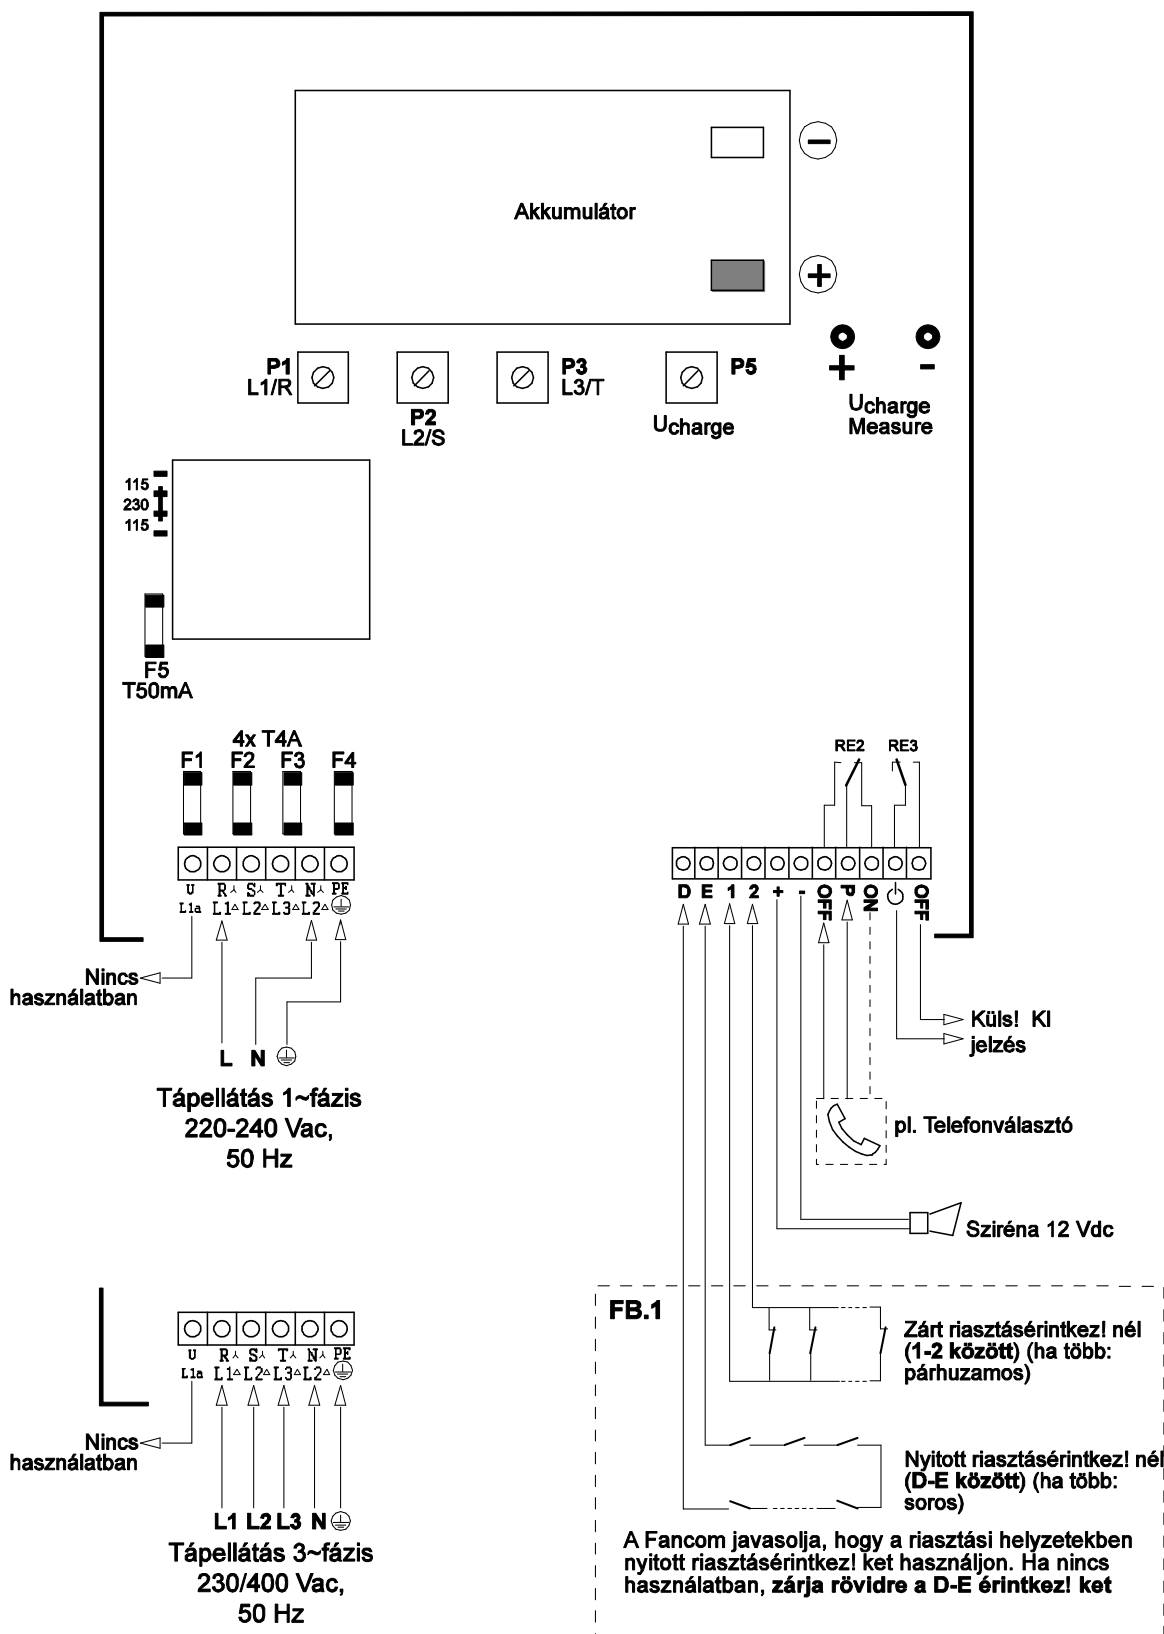 Akkumulátor
−
+
P1
L1/R
P2
L2/S
P3
L3/T
P5
Ucharge
+ -
Ucharge
Measure
115
230
115
F5
T50mA
4x T4A
F1 F2 F3 F4
RE2 RE3
U R S T N PE
L1a L1 L2 L3 L2
D E 1 2 + - OFF P ON OFF
Nincs
használatban
L N
Tápellátás 1~fázis
220-240 Vac,
50 Hz
Küls! KI
jelzés
pl. Telefonválasztó
Sziréna 12 Vdc
U R S T N PE
L1a L1 L2 L3 L2
Nincs
használatban
L1 L2 L3 N
Tápellátás 3~fázis
230/400 Vac,
50 Hz
FB.1
Zárt riasztásérintkez! nél
(1-2 között) (ha több:
párhuzamos)
Nyitott riasztásérintkez! nél
(D-E között) (ha több:
soros)
A Fancom javasolja, hogy a riasztási helyzetekben
nyitott riasztásérintkez! ket használjon. Ha nincs
használatban, zárja rövidre a D-E érintkez! ket